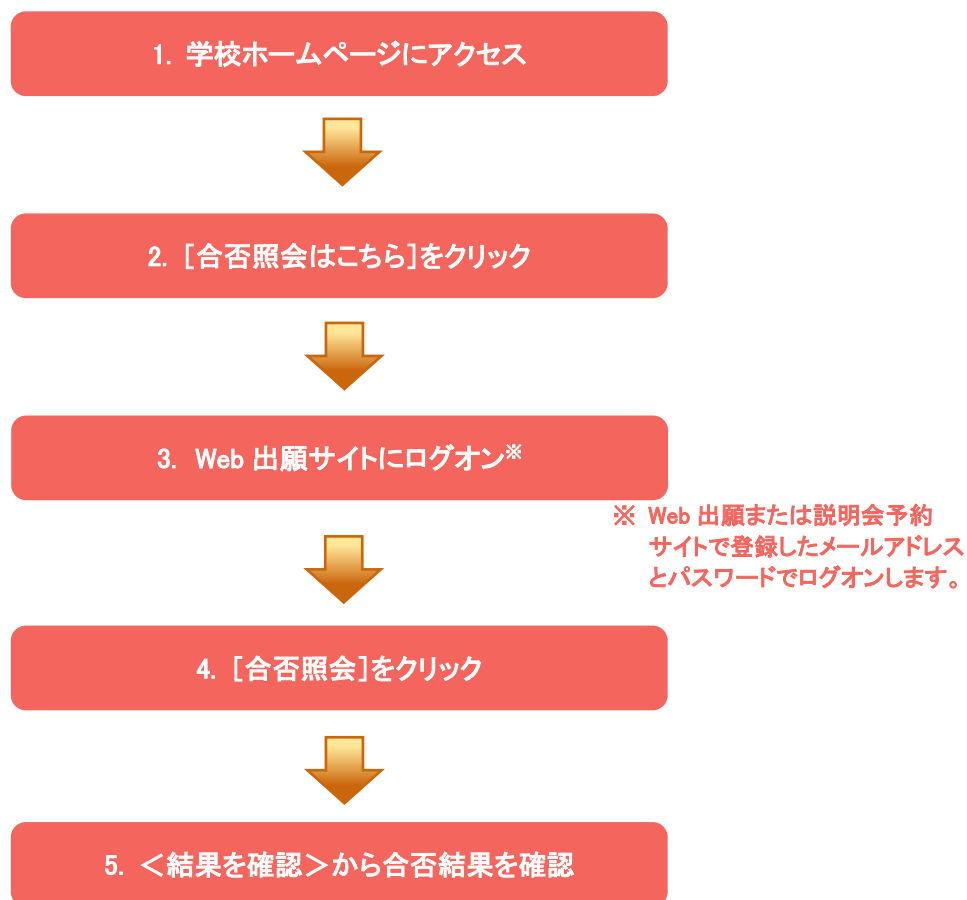 1. 学校ホームページにアクセス
2. [合否照会はこちら]をクリック
3. Web 出願サイトにログオン※
※ Web 出願または説明会予約
サイトで登録したメールアドレス
とパスワードでログオンします。
4. [合否照会]をクリック
5. ＜結果を確認＞から合否結果を確認